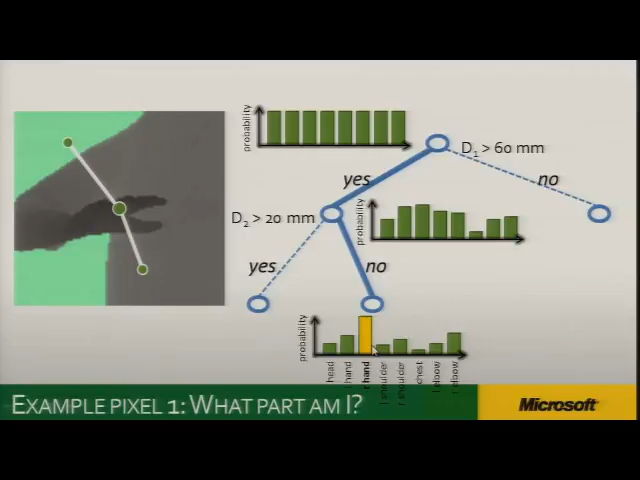 probability
D1 > 60 mm
yes
no
probability
D2 > 20 mm
yes
no
probability
head
l hand
r hand
l shoulder
r shoulder
chest
l elbow
r elbow
EXAMPLE PIXEL 1: WHAT PART AM I?
Microsoft